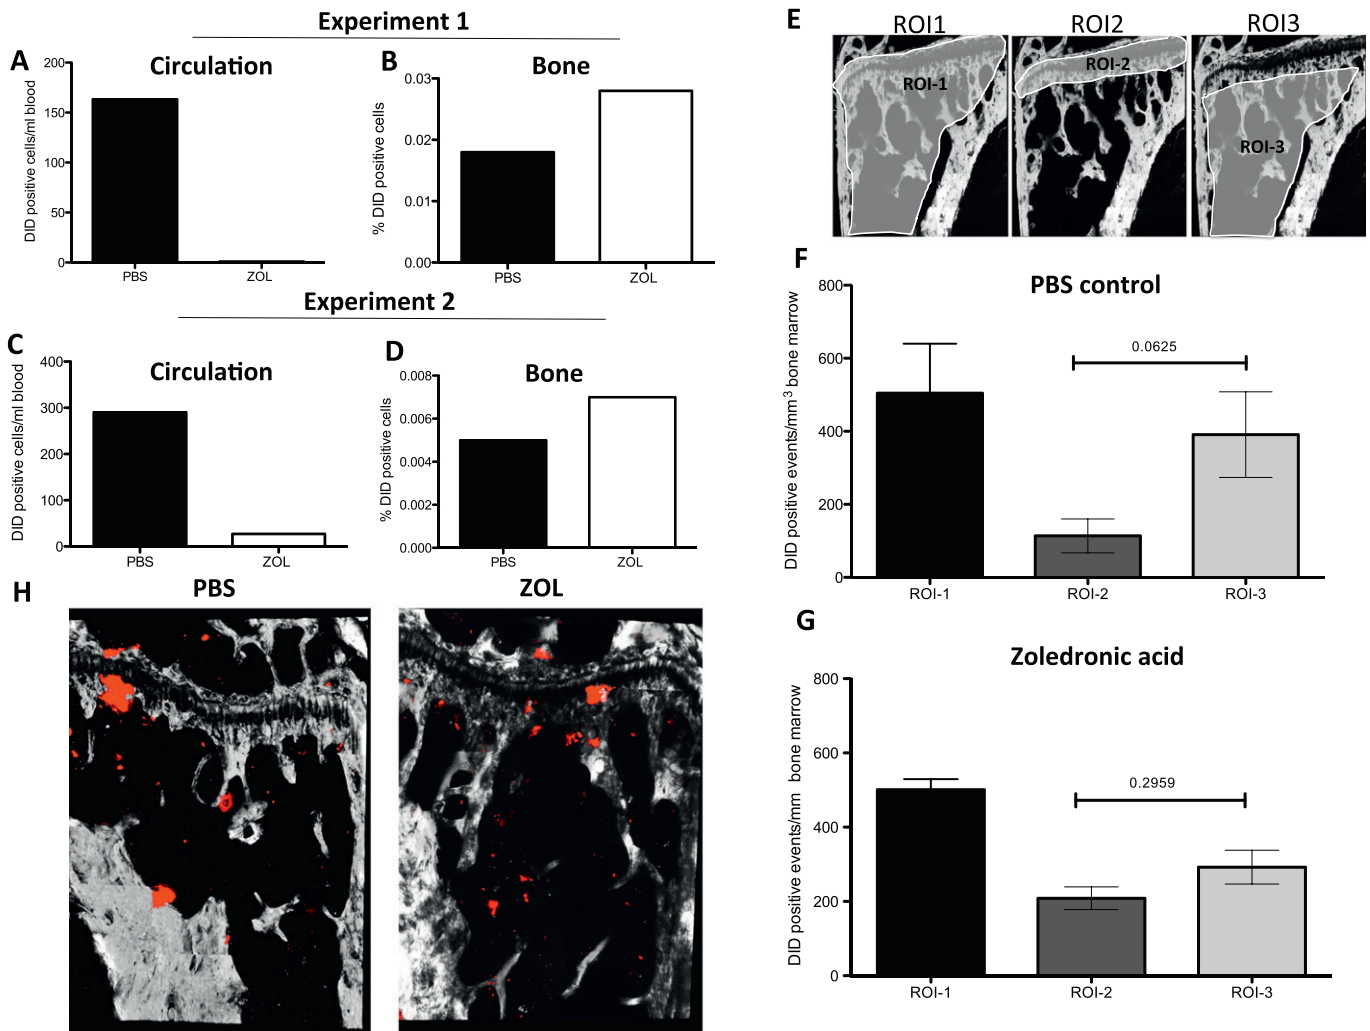 Experiment 1
A
Circulation
DID positive cells/ml blood
200
150
100
50
0
PBS
ZOL
B
Bone
% DID positive cells
0.03
0.02
0.01
0.00
PBS
ZOL
Experiment 2
C
Circulation
DID positive cells/ml blood
400
300
200
100
0
PBS
ZOL
D
Bone
% DID positive cells
0.008
0.006
0.004
0.002
0.000
PBS
ZOL
E
ROI1
ROI2
ROI3
ROI-1
ROI-2
ROI-3
F
PBS control
DID positive events/mm³ bone marrow
800
600
400
200
0
0.0625
ROI-1
ROI-2
ROI-3
G
Zoledronic acid
DID positive events/mm bone marrow
800
600
400
200
0
0.2959
ROI-1
ROI-2
ROI-3
H
PBS
ZOL